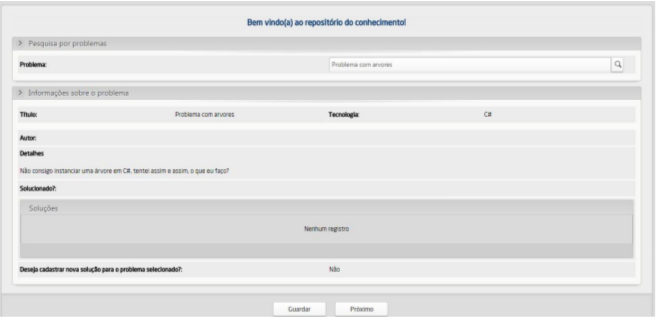 Bem vindo(a) ao repositório do conhecimento!
Pesquisa por problemas
Problema: Problema com arvores
Informações sobre o problema
Título: Problema com arvores Tecnologia: C#
Autor:
Detalhes
Não consigo instanciar uma árvore em C#, tentei assim e assim, o que eu faço?
Solucionado?:
Soluções
Nenhum registro
Deseja cadastrar nova solução para o problema selecionado?: Não
Guardar Próximo